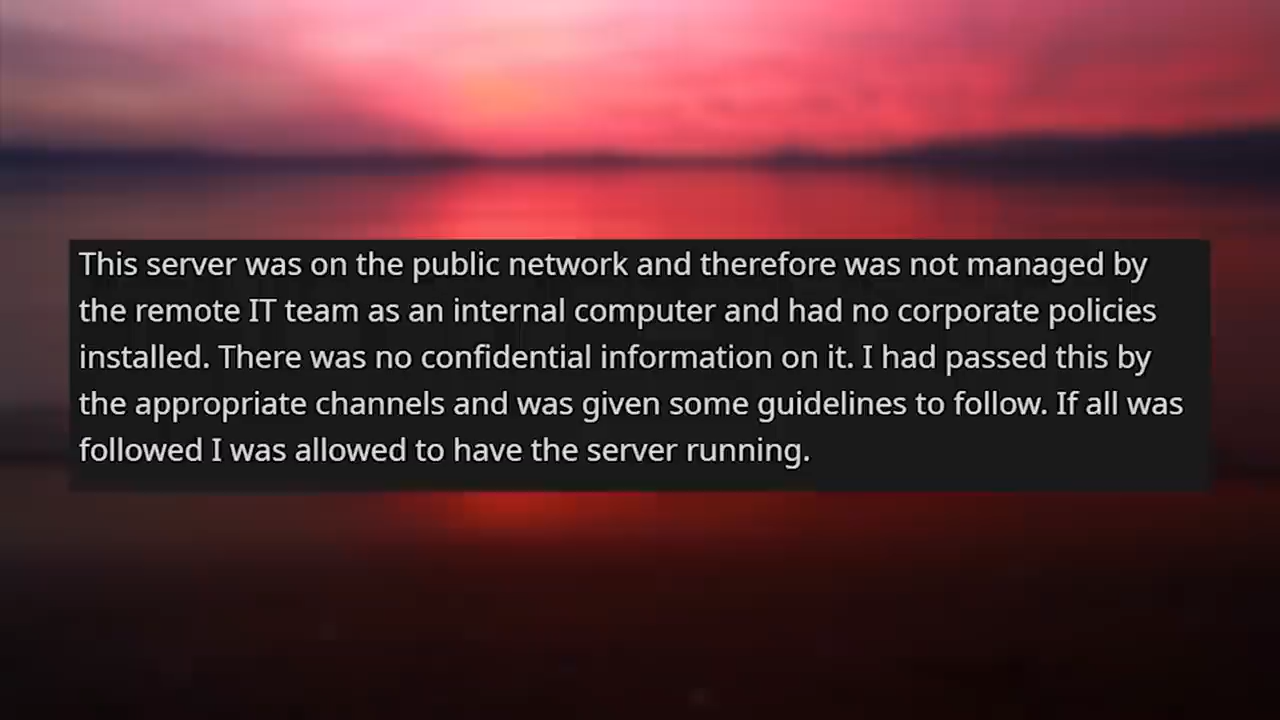 This server was on the public network and therefore was not managed by
the remote IT team as an internal computer and had no corporate policies
installed. There was no confidential information on it. I had passed this by
the appropriate channels and was given some guidelines to follow. If all was
followed I was allowed to have the server running.